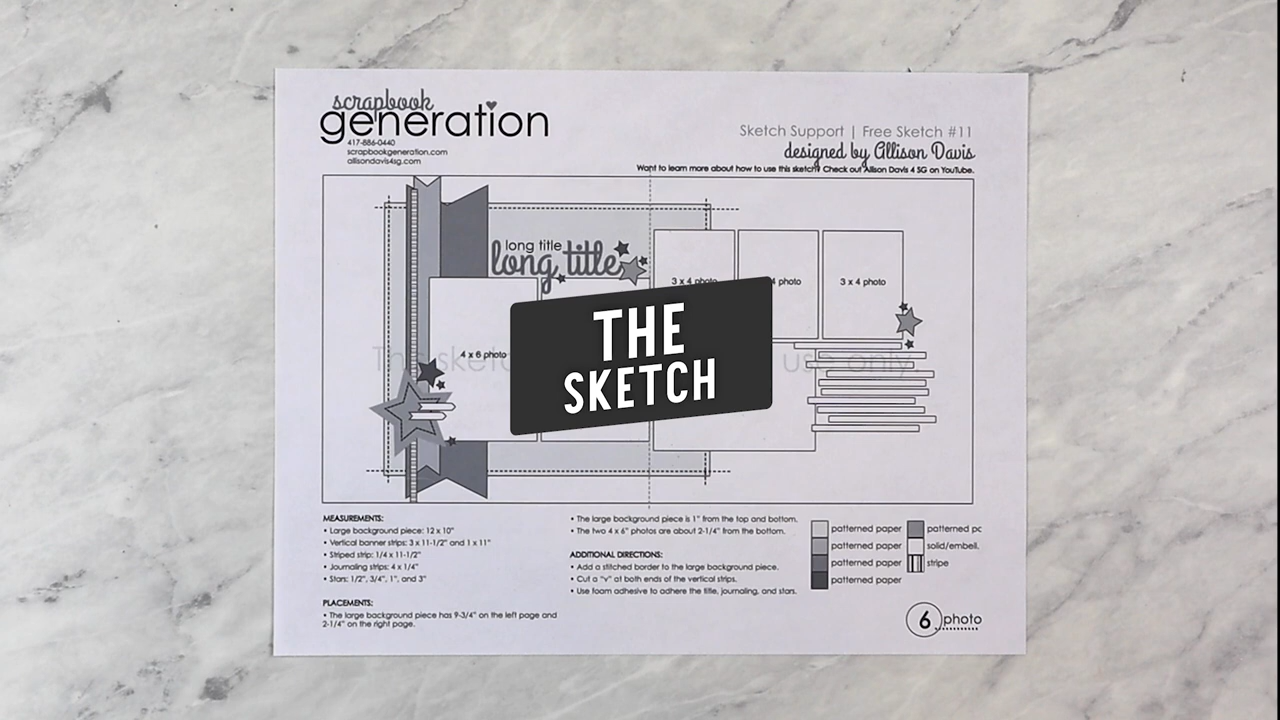 scrapbook
generation
417-886-0440
scrapbookgeneration.com
allisondavis4sg.com
Sketch Support | Free Sketch #11
designed by Allison Davis
Want to learn more about how to use this sketch? Check out Allison Davis 4 SG on YouTube.
long title
long title
3 x 4 photo
4 photo
3 x 4 photo
4 x 6 photo
This sketc
use only
THE
SKETCH
MEASUREMENTS:
• Large background piece: 12 x 10"
• Vertical banner strips: 3 x 11-1/2" and 1 x 11"
• Striped strip: 1/4 x 11-1/2"
• Journaling strips: 4 x 1/4"
• Stars: 1/2", 3/4", 1", and 3"
PLACEMENTS:
• The large background piece has 9-3/4" on the left page and
2-1/4" on the right page.
• The large background piece is 1" from the top and bottom.
• The two 4 x 6" photos are about 2-1/4" from the bottom.
ADDITIONAL DIRECTIONS:
• Add a stitched border to the large background piece.
• Cut a "v" at both ends of the vertical strips.
• Use foam adhesive to adhere the title, journaling, and stars.
patterned paper
patterned paper
patterned paper
patterned paper
patterned pc
solid/embell.
stripe
6 photo